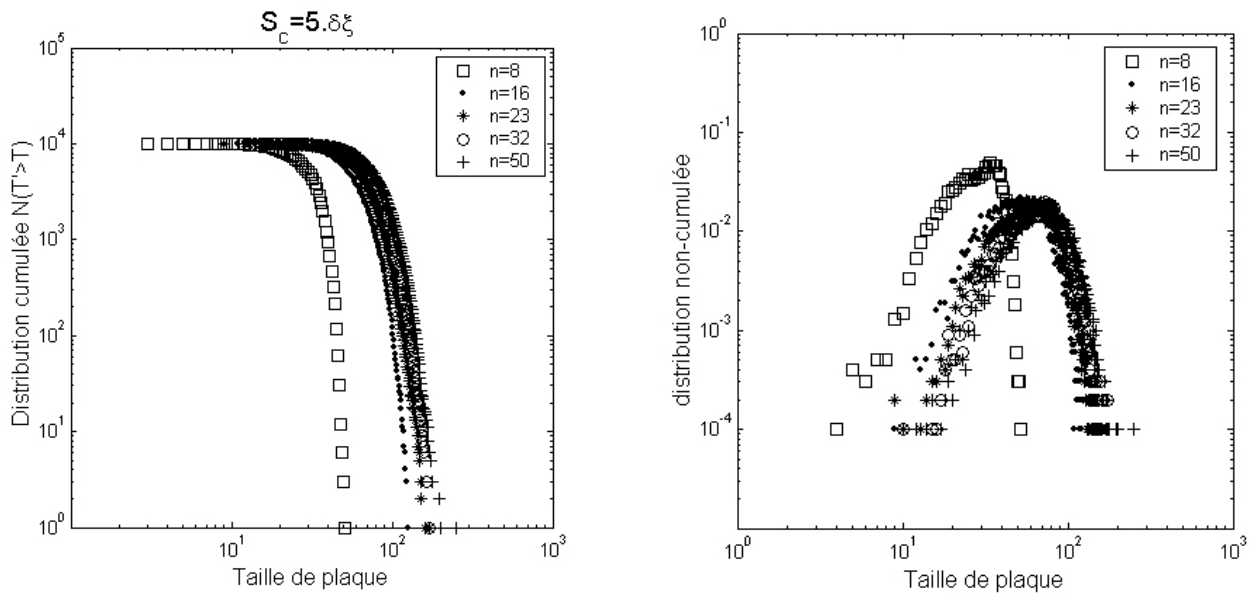 S_c=5.δξ
10^5
10^4
10^3
10^2
10^1
10^0
10^1
10^2
10^3
Distribution cumulée N(T'>T)
Taille de plaque
n=8
n=16
n=23
n=32
n=50
10^0
10^-1
10^-2
10^-3
10^-4
10^0
10^1
10^2
10^3
distribution non-cumulée
Taille de plaque
n=8
n=16
n=23
n=32
n=50